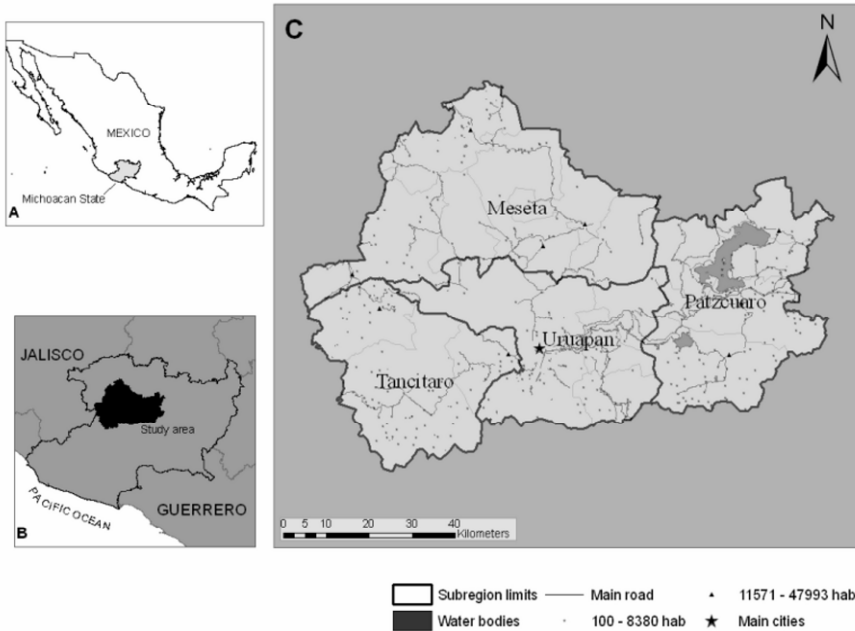 MEXICO
Michoacan State
A
JALISCO
Study area
PACIFIC OCEAN
GUERRERO
B
C
N
Meseta
Patzcuaro
Uruapan
Tancitaro
0 5 10 20 30 40
Kilometers
Subregion limits Main road 11571 - 47993 hab
Water bodies 100 - 8380 hab Main cities